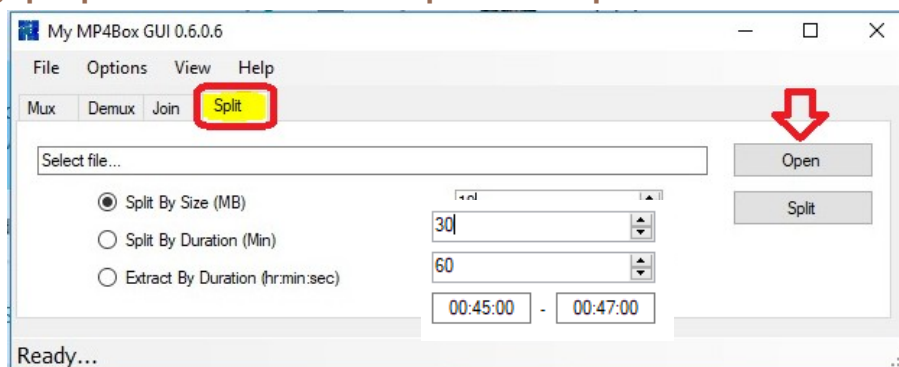 My MP4Box GUI 0.6.0.6
File Options View Help
Mux Demux Join Split
Select file... Open
Split By Size (MB) Split
30
Split By Duration (Min)
60
Extract By Duration (hr:min:sec)
00:45:00 - 00:47:00
Ready...